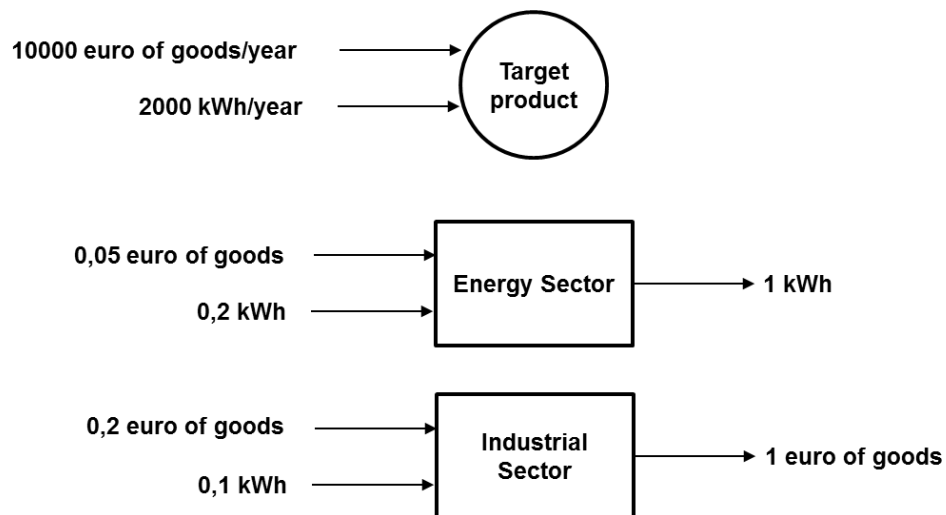 10000 euro of goods/year
2000 kWh/year
Target
product
0,05 euro of goods
0,2 kWh
Energy Sector
1 kWh
0,2 euro of goods
0,1 kWh
Industrial
Sector
1 euro of goods